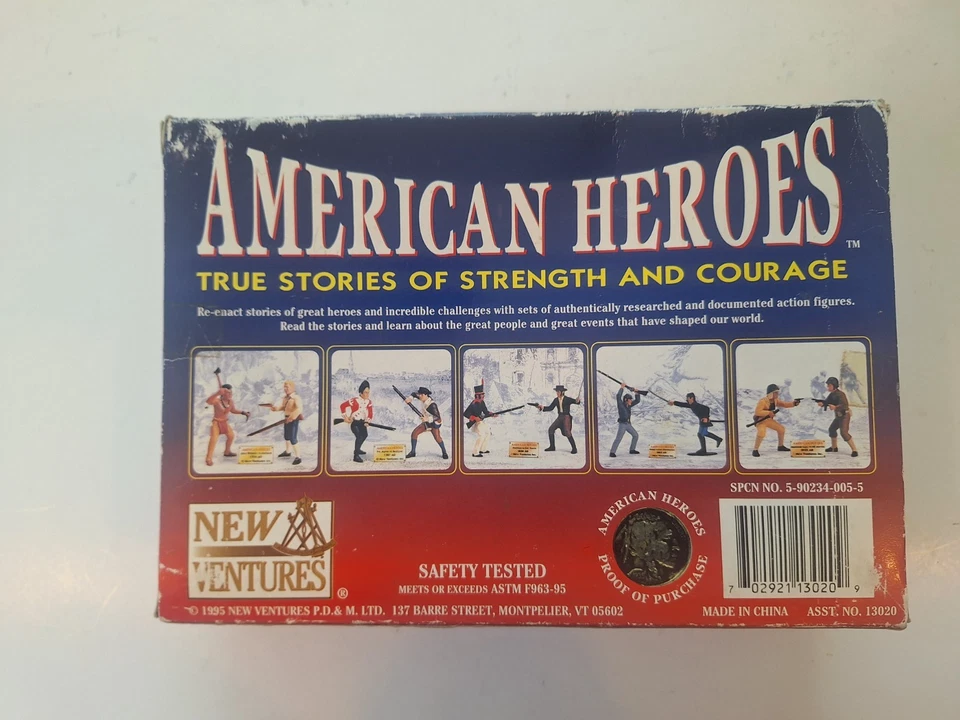 AMERICAN HEROES™
TRUE STORIES OF STRENGTH AND COURAGE
Re-enact stories of great heroes and incredible challenges with sets of authentically researched and documented action figures.
Read the stories and learn about the great people and great events that have shaped our world.
SPCN NO. 5-90234-005-5
NEW
VENTURES®
SAFETY TESTED
MEETS OR EXCEEDS ASTM F963-95
AMERICAN HEROES
PROOF OF PURCHASE
7 02921 13020 9
© 1995 NEW VENTURES P.D.& M. LTD. 137 BARRE STREET, MONTPELIER, VT 05602
MADE IN CHINA ASST. NO. 13020